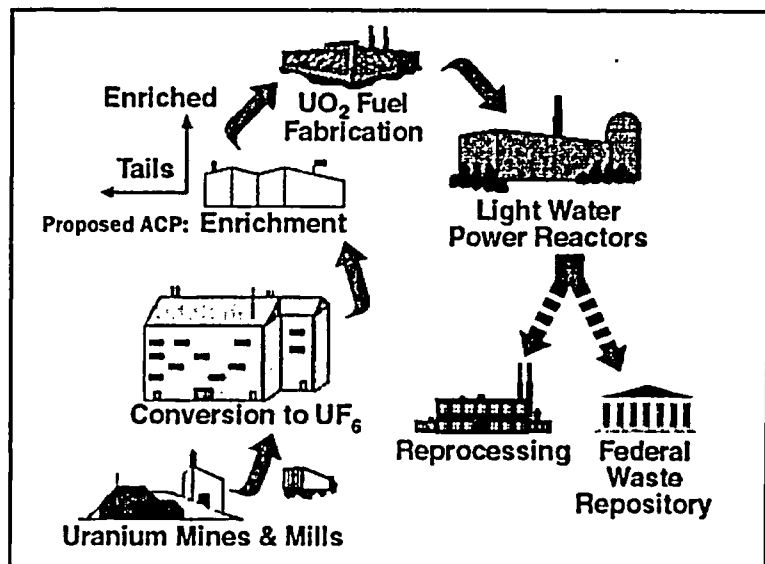 Enriched
Tails
Proposed ACP: Enrichment
UO₂ Fuel
Fabrication
Light Water
Power Reactors
Conversion to UF₆
Uranium Mines & Mills
Reprocessing
Federal
Waste
Repository